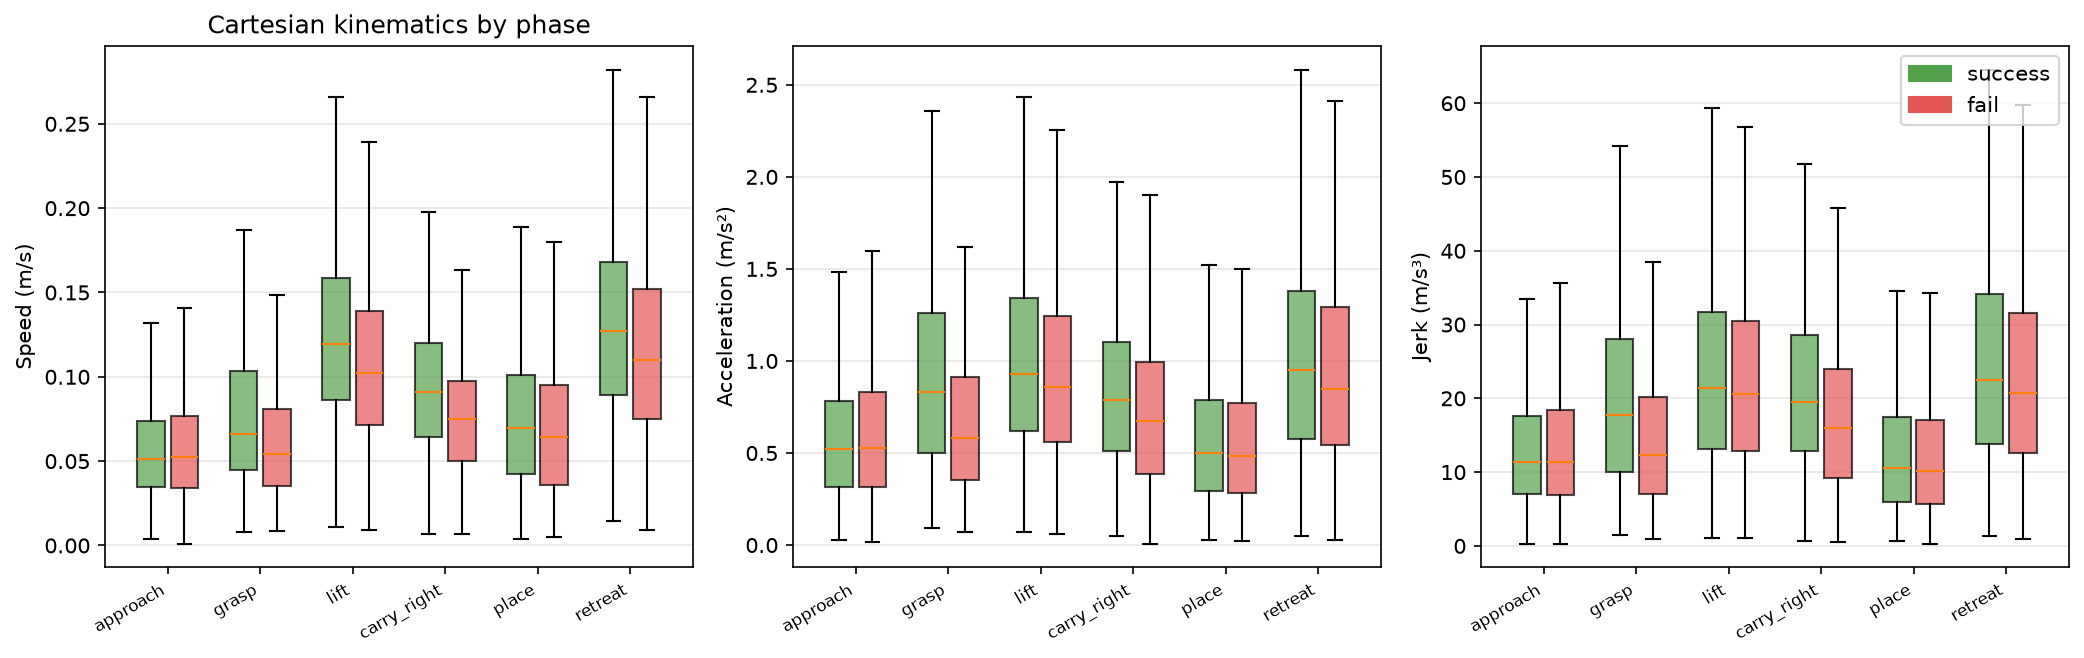 Cartesian kinematics by phase
Speed (m/s)
0.25
0.20
0.15
0.10
0.05
0.00
approach
grasp
lift
carry_right
place
retreat
Acceleration (m/s²)
2.5
2.0
1.5
1.0
0.5
0.0
approach
grasp
lift
carry_right
place
retreat
Jerk (m/s³)
60
50
40
30
20
10
0
approach
grasp
lift
carry_right
place
retreat
success
fail